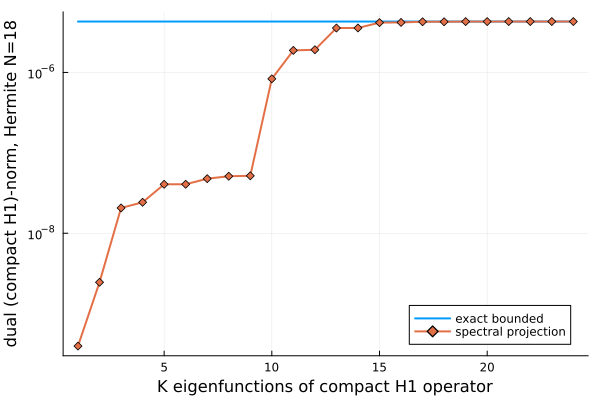 dual (compact H1)-norm, Hermite N=18
10⁻⁶
10⁻⁸
5
10
15
20
K eigenfunctions of compact H1 operator
exact bounded
spectral projection